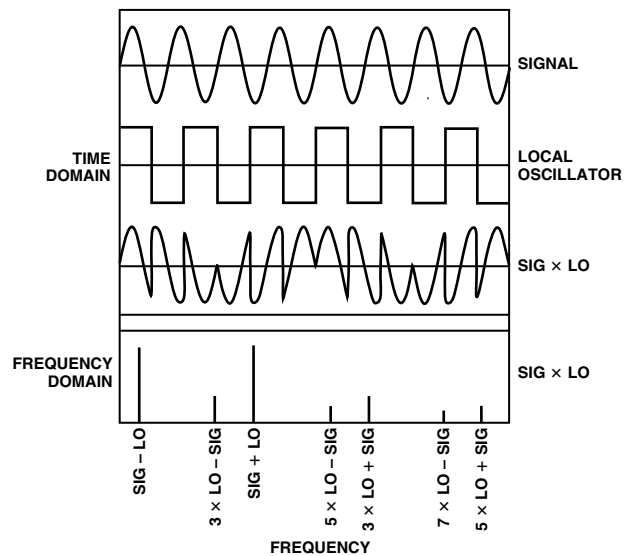 SIGNAL
TIME
DOMAIN
LOCAL
OSCILLATOR
SIG × LO
FREQUENCY
DOMAIN
SIG × LO
SIG – LO
3 × LO – SIG
SIG + LO
5 × LO – SIG
3 × LO + SIG
7 × LO – SIG
5 × LO + SIG
FREQUENCY